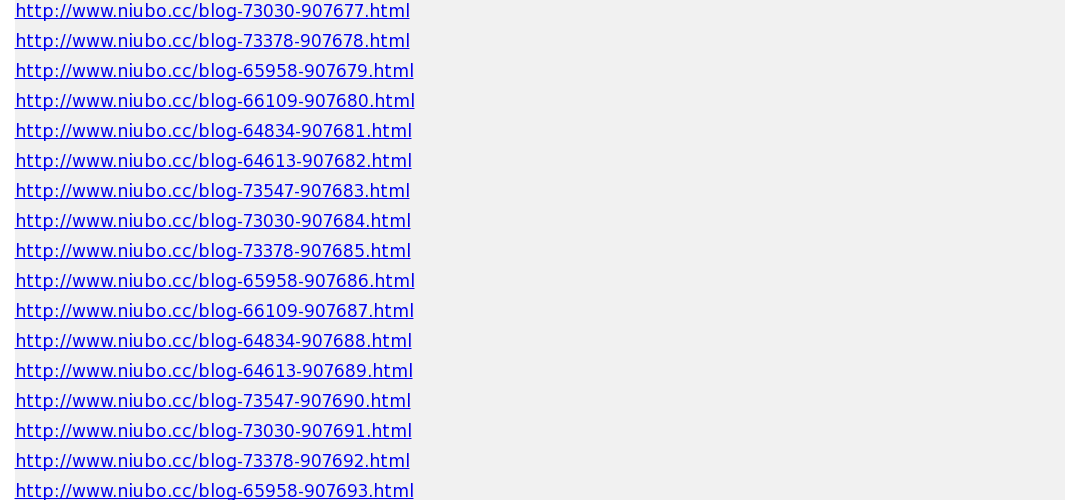 http://www.niubo.cc/blog-73030-907677.html
http://www.niubo.cc/blog-73378-907678.html
http://www.niubo.cc/blog-65958-907679.html
http://www.niubo.cc/blog-66109-907680.html
http://www.niubo.cc/blog-64834-907681.html
http://www.niubo.cc/blog-64613-907682.html
http://www.niubo.cc/blog-73547-907683.html
http://www.niubo.cc/blog-73030-907684.html
http://www.niubo.cc/blog-73378-907685.html
http://www.niubo.cc/blog-65958-907686.html
http://www.niubo.cc/blog-66109-907687.html
http://www.niubo.cc/blog-64834-907688.html
http://www.niubo.cc/blog-64613-907689.html
http://www.niubo.cc/blog-73547-907690.html
http://www.niubo.cc/blog-73030-907691.html
http://www.niubo.cc/blog-73378-907692.html
http://www.niubo.cc/blog-65958-907693.html